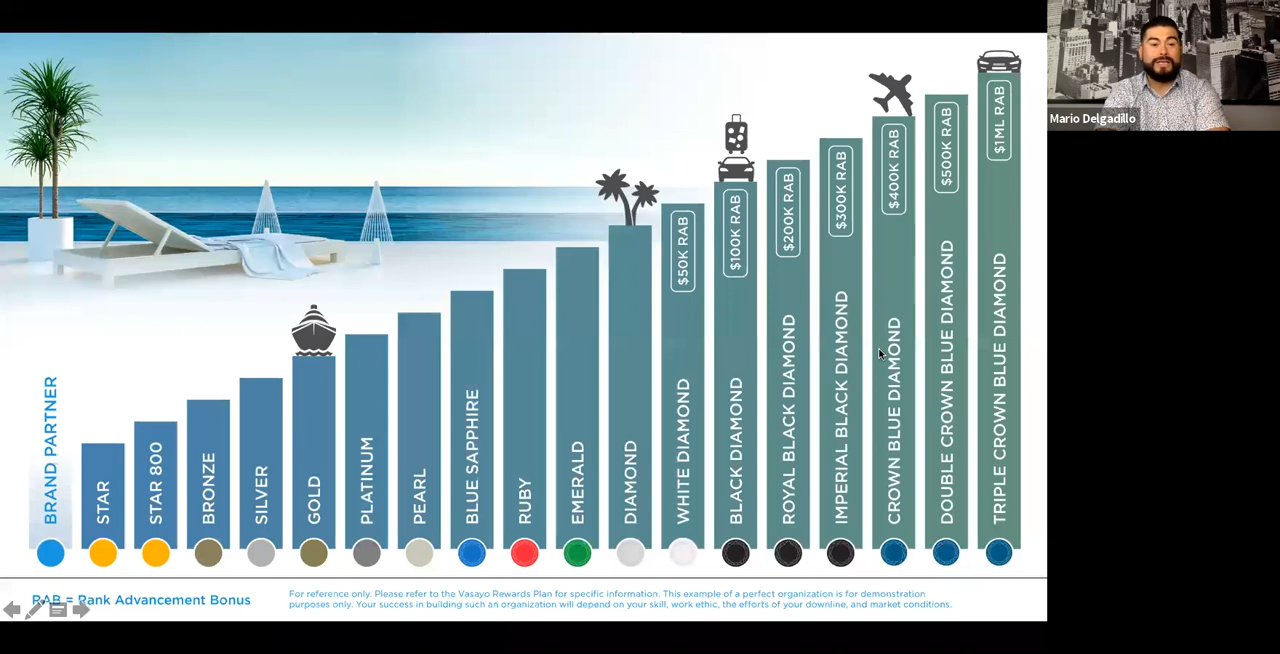 Mario Delgadillo
BRAND PARTNER
STAR
STAR 800
BRONZE
SILVER
GOLD
PLATINUM
PEARL
BLUE SAPPHIRE
RUBY
EMERALD
DIAMOND
WHITE DIAMOND
$50K RAB
BLACK DIAMOND
$100K RAB
ROYAL BLACK DIAMOND
$200K RAB
IMPERIAL BLACK DIAMOND
$300K RAB
CROWN BLUE DIAMOND
$400K RAB
DOUBLE CROWN BLUE DIAMOND
$500K RAB
TRIPLE CROWN BLUE DIAMOND
$1ML RAB
RAB = Rank Advancement Bonus
For reference only. Please refer to the Vasayo Rewards Plan for specific information. This example of a perfect organization is for demonstration
purposes only. Your success in building such an organization will depend on your skill, work ethic, the efforts of your downline, and market conditions.